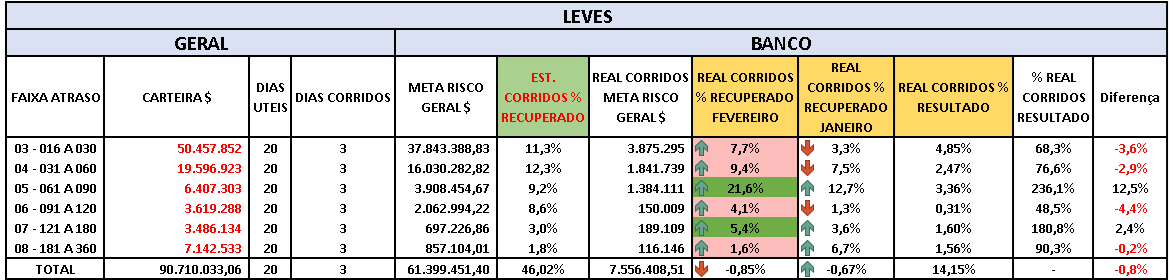 LEVES
GERAL BANCO
FAIXA ATRASO CARTEIRA $ DIAS UTEIS DIAS CORRIDOS META RISCO GERAL $ EST. CORRIDOS % RECUPERADO REAL CORRIDOS META RISCO GERAL $ REAL CORRIDOS % RECUPERADO FEVEREIRO REAL CORRIDOS % RECUPERADO JANEIRO REAL CORRIDOS % RESULTADO % REAL CORRIDOS RESULTADO Diferença
03 - 016 A 030 50.457.852 20 3 37.843.388,83 11,3% 3.875.295 7,7% 3,3% 4,85% 68,3% -3,6%
04 - 031 A 060 19.596.923 20 3 16.030.282,82 12,3% 1.841.739 9,4% 7,5% 2,47% 76,6% -2,9%
05 - 061 A 090 6.407.303 20 3 3.908.454,67 9,2% 1.384.111 21,6% 12,7% 3,36% 236,1% 12,5%
06 - 091 A 120 3.619.288 20 3 2.062.994,22 8,6% 150.009 4,1% 1,3% 0,31% 48,5% -4,4%
07 - 121 A 180 3.486.134 20 3 697.226,86 3,0% 189.109 5,4% 3,6% 1,60% 180,8% 2,4%
08 - 181 A 360 7.142.533 20 3 857.104,01 1,8% 116.146 1,6% 6,7% 1,56% 90,3% -0,2%
TOTAL 90.710.033,06 20 3 61.399.451,40 46,02% 7.556.408,51 -0,85% -0,67% 14,15% - -0,8%